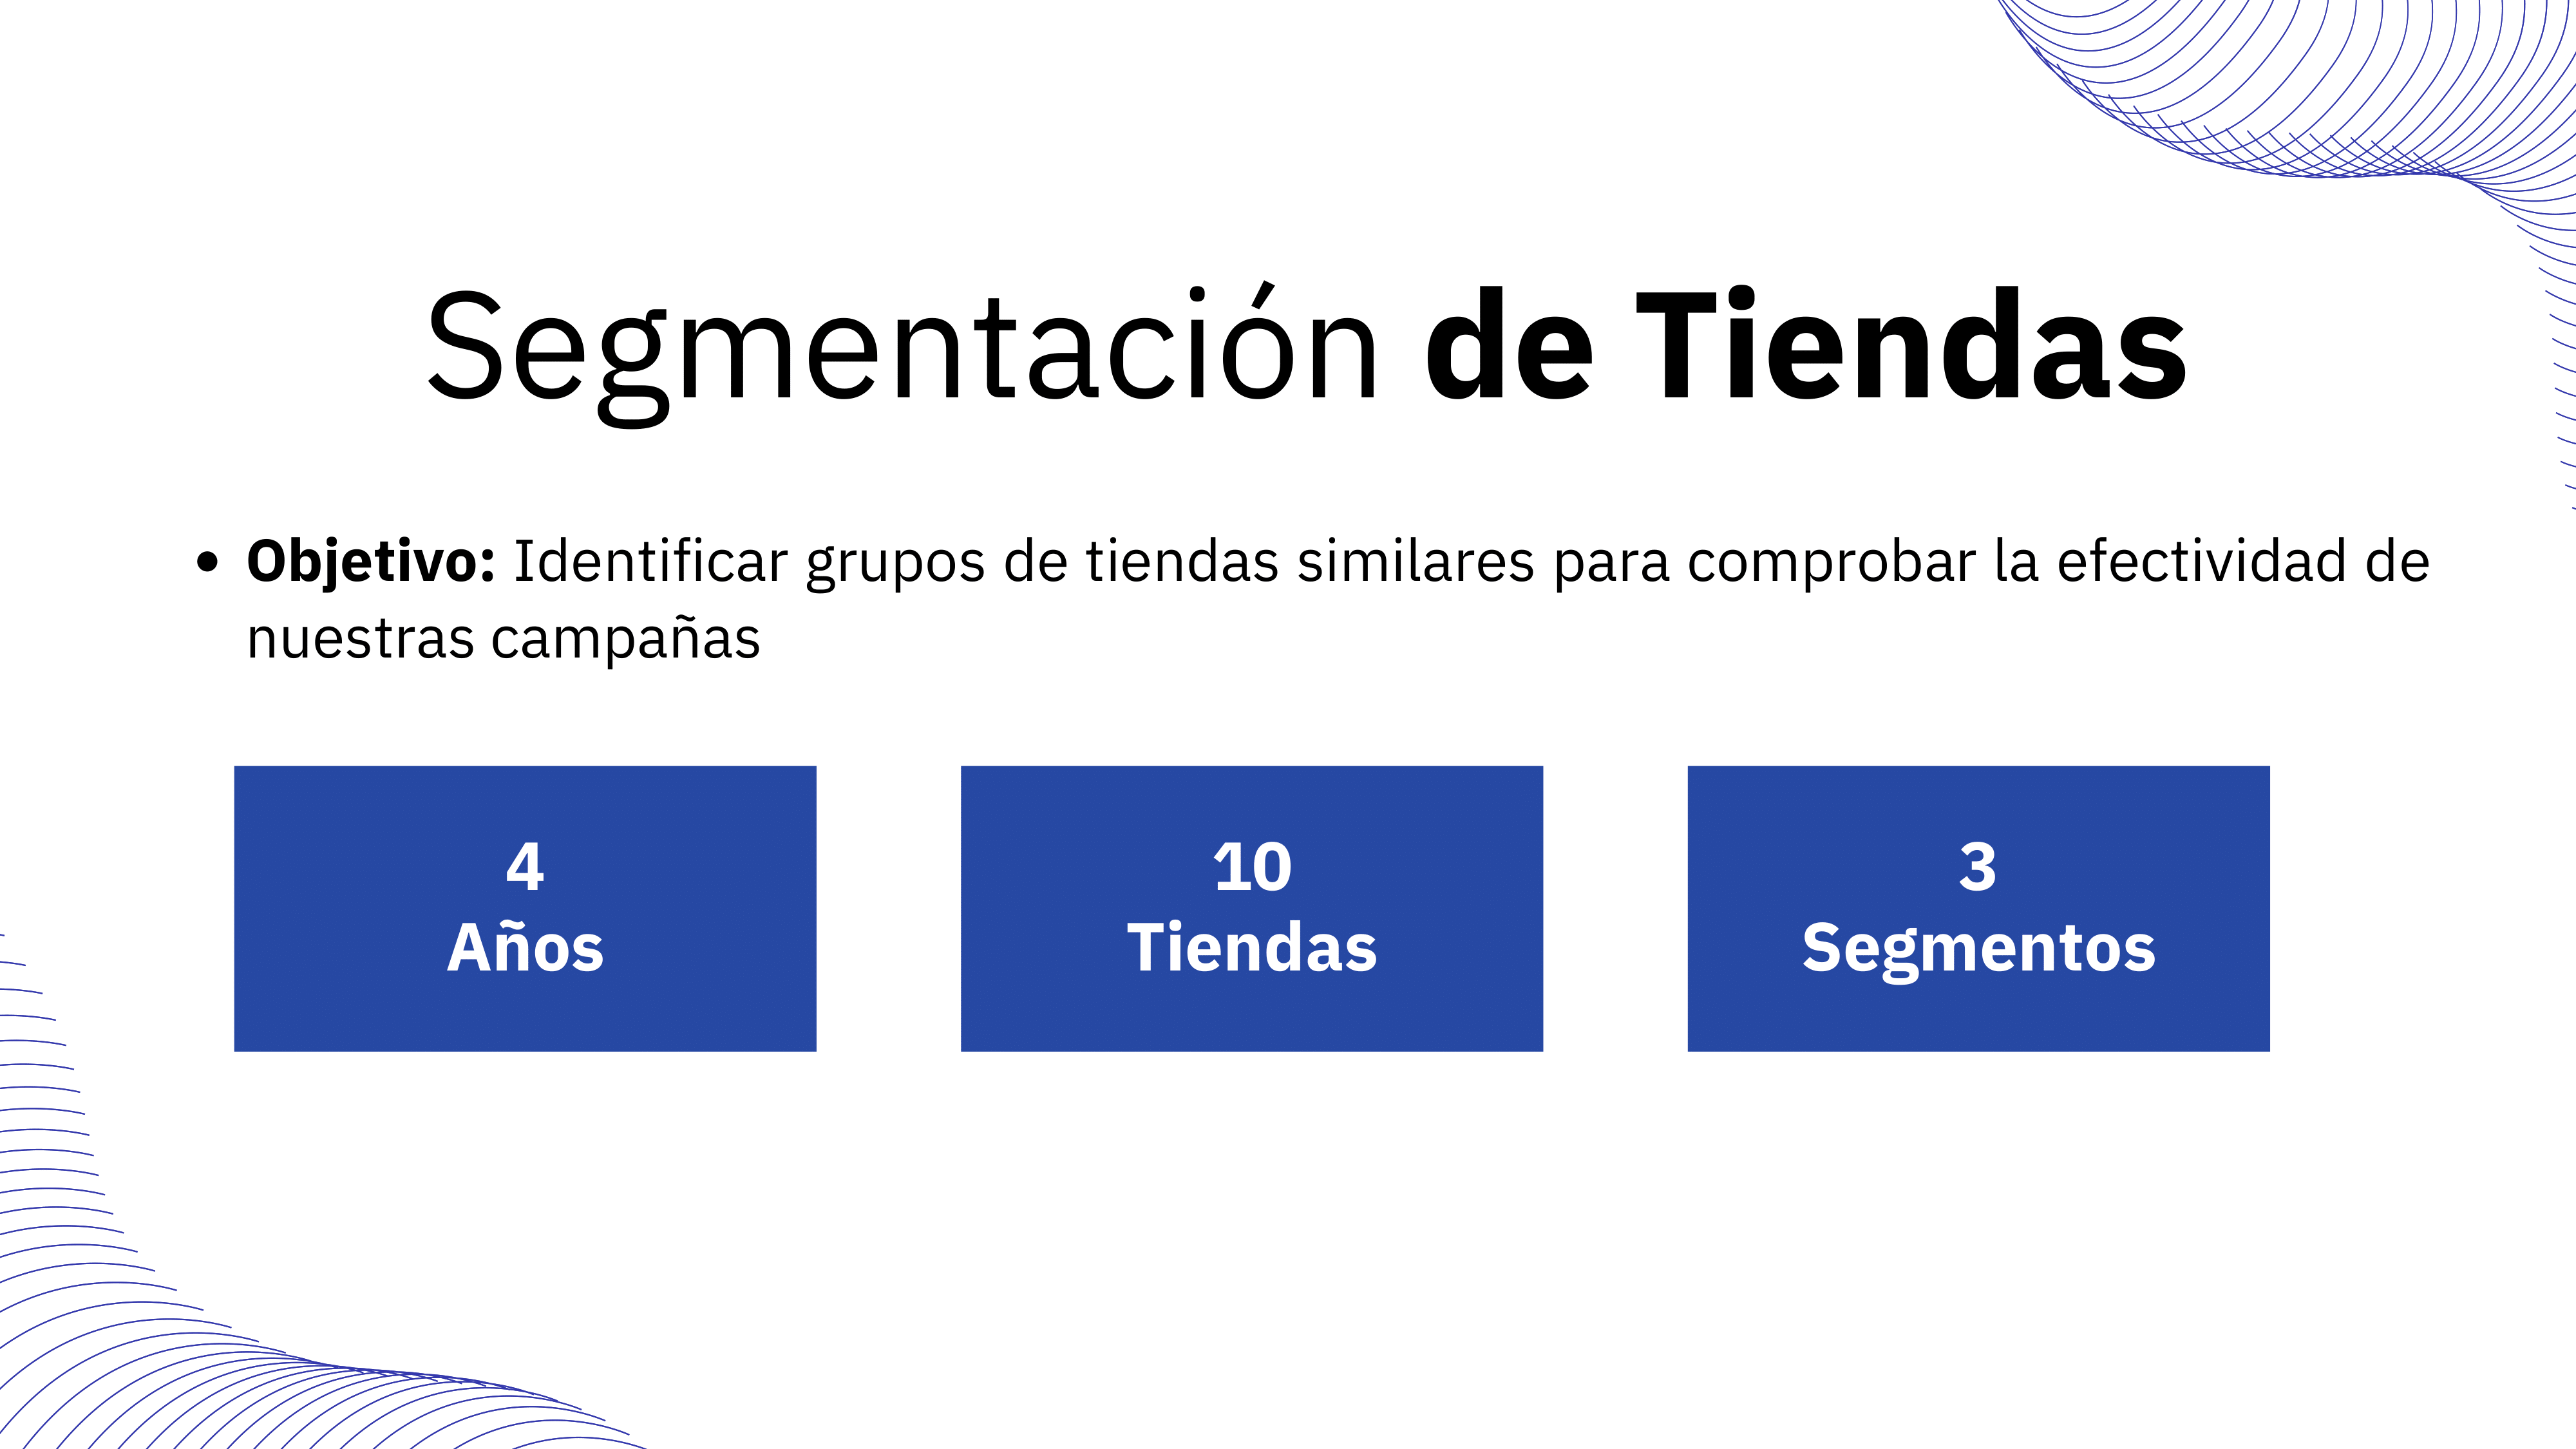 Segmentación de Tiendas
• Objetivo: Identificar grupos de tiendas similares para comprobar la efectividad de
nuestras campañas
4
Años
10
Tiendas
3
Segmentos